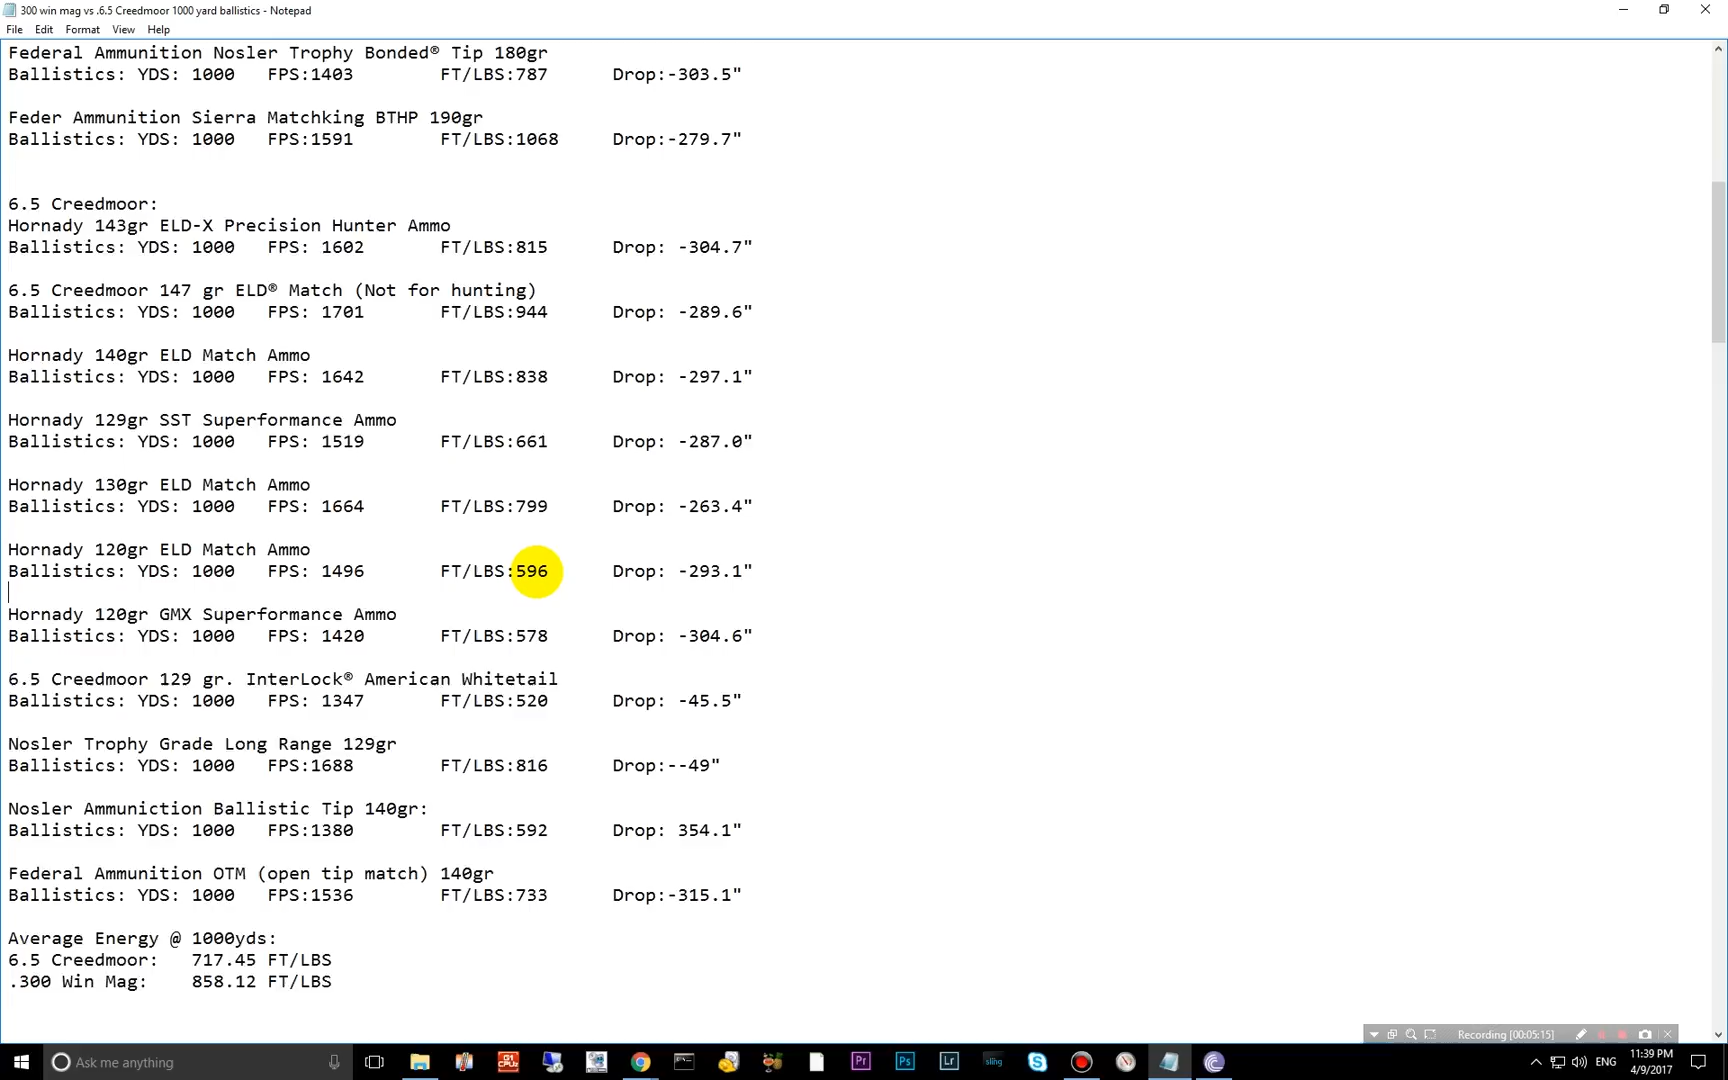 300 win mag vs .6.5 Creedmoor 1000 yard ballistics - Notepad
File Edit Format View Help
Federal Ammunition Nosler Trophy Bonded® Tip 180gr
Ballistics: YDS: 1000 FPS:1403 FT/LBS:787 Drop:-303.5"
Feder Ammunition Sierra Matchking BTHP 190gr
Ballistics: YDS: 1000 FPS:1591 FT/LBS:1068 Drop:-279.7"
6.5 Creedmoor:
Hornady 143gr ELD-X Precision Hunter Ammo
Ballistics: YDS: 1000 FPS: 1602 FT/LBS:815 Drop: -304.7"
6.5 Creedmoor 147 gr ELD® Match (Not for hunting)
Ballistics: YDS: 1000 FPS: 1701 FT/LBS:944 Drop: -289.6"
Hornady 140gr ELD Match Ammo
Ballistics: YDS: 1000 FPS: 1642 FT/LBS:838 Drop: -297.1"
Hornady 129gr SST Superformance Ammo
Ballistics: YDS: 1000 FPS: 1519 FT/LBS:661 Drop: -287.0"
Hornady 130gr ELD Match Ammo
Ballistics: YDS: 1000 FPS: 1664 FT/LBS:799 Drop: -263.4"
Hornady 120gr ELD Match Ammo
Ballistics: YDS: 1000 FPS: 1496 FT/LBS:596 Drop: -293.1"
Hornady 120gr GMX Superformance Ammo
Ballistics: YDS: 1000 FPS: 1420 FT/LBS:578 Drop: -304.6"
6.5 Creedmoor 129 gr. InterLock® American Whitetail
Ballistics: YDS: 1000 FPS: 1347 FT/LBS:520 Drop: -45.5"
Nosler Trophy Grade Long Range 129gr
Ballistics: YDS: 1000 FPS:1688 FT/LBS:816 Drop:--49"
Nosler Ammuniction Ballistic Tip 140gr:
Ballistics: YDS: 1000 FPS:1380 FT/LBS:592 Drop: 354.1"
Federal Ammunition OTM (open tip match) 140gr
Ballistics: YDS: 1000 FPS:1536 FT/LBS:733 Drop:-315.1"
Average Energy @ 1000yds:
6.5 Creedmoor: 717.45 FT/LBS
.300 Win Mag: 858.12 FT/LBS
Recording [00:05:15]
Ask me anything
Pr Ps Lr sling
ENG
11:39 PM
4/9/2017